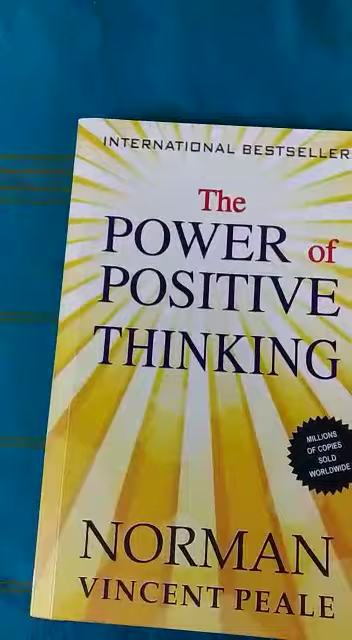 INTERNATIONAL BESTSELLER
The
POWER of
POSITIVE
THINKING
MILLIONS
OF COPIES
SOLD
WORLDWIDE
NORMAN
VINCENT PEALE